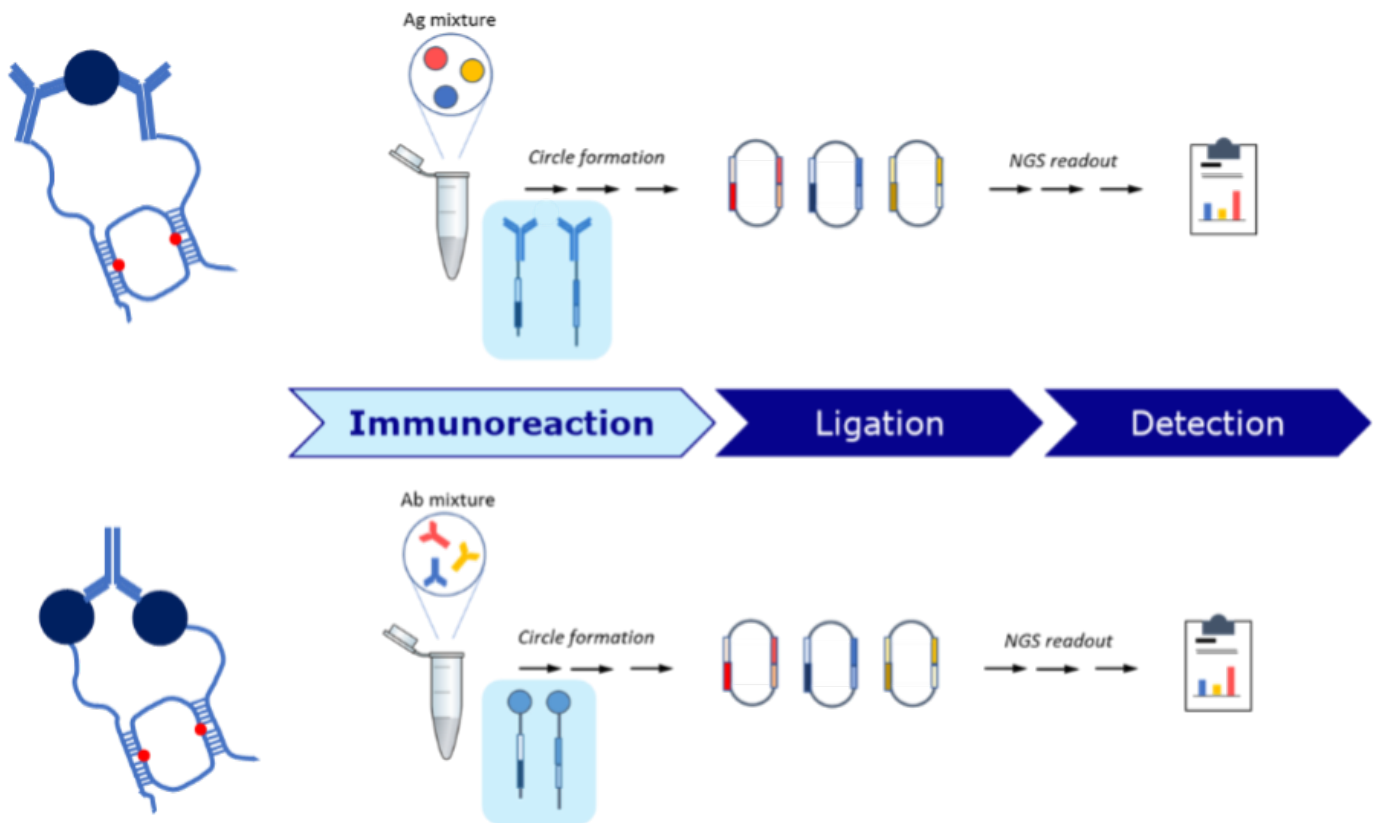 Ag mixture
Circle formation
NGS readout
Immunoreaction
Ligation
Detection
Ab mixture
Circle formation
NGS readout